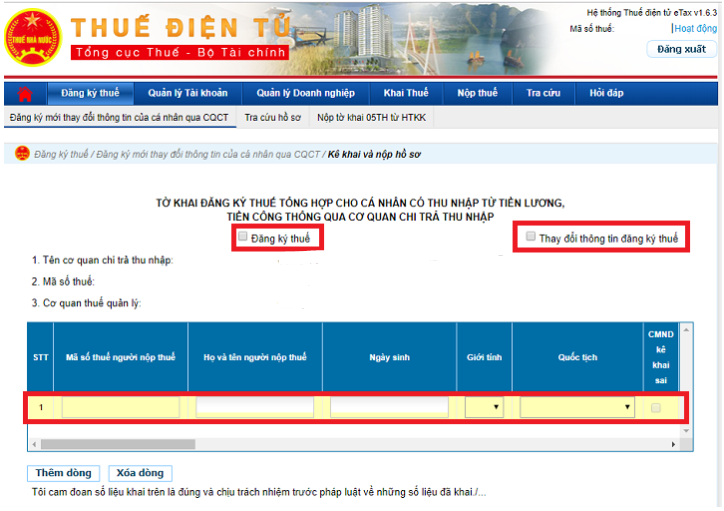 Hệ thống Thuế điện tử eTax v1.6.3
THUẾ NHÀ NƯỚC
THUẾ ĐIỆN TỬ
Tổng cục Thuế - Bộ Tài chính
Mã số thuế: |Hoạt động
Đăng xuất
Đăng ký thuế Quản lý Tài khoản Quản lý Doanh nghiệp Khai Thuế Nộp thuế Tra cứu Hỏi đáp
Đăng ký mới thay đổi thông tin của cá nhân qua CQCT Tra cứu hồ sơ Nộp tờ khai 05TH từ HTKK
Đăng ký thuế / Đăng ký mới thay đổi thông tin của cá nhân qua CQCT / Kê khai và nộp hồ sơ
TỜ KHAI ĐĂNG KÝ THUẾ TỔNG HỢP CHO CÁ NHÂN CÓ THU NHẬP TỪ TIỀN LƯƠNG,
TIỀN CÔNG THÔNG QUA CƠ QUAN CHI TRẢ THU NHẬP
Đăng ký thuế Thay đổi thông tin đăng ký thuế
1. Tên cơ quan chi trả thu nhập:
2. Mã số thuế:
3. Cơ quan thuế quản lý:
STT Mã số thuế người nộp thuế Họ và tên người nộp thuế Ngày sinh Giới tính Quốc tịch CMND
kê
khai
sai
1
Thêm dòng Xóa dòng
Tôi cam đoan số liệu khai trên là đúng và chịu trách nhiệm trước pháp luật về những số liệu đã khai./...